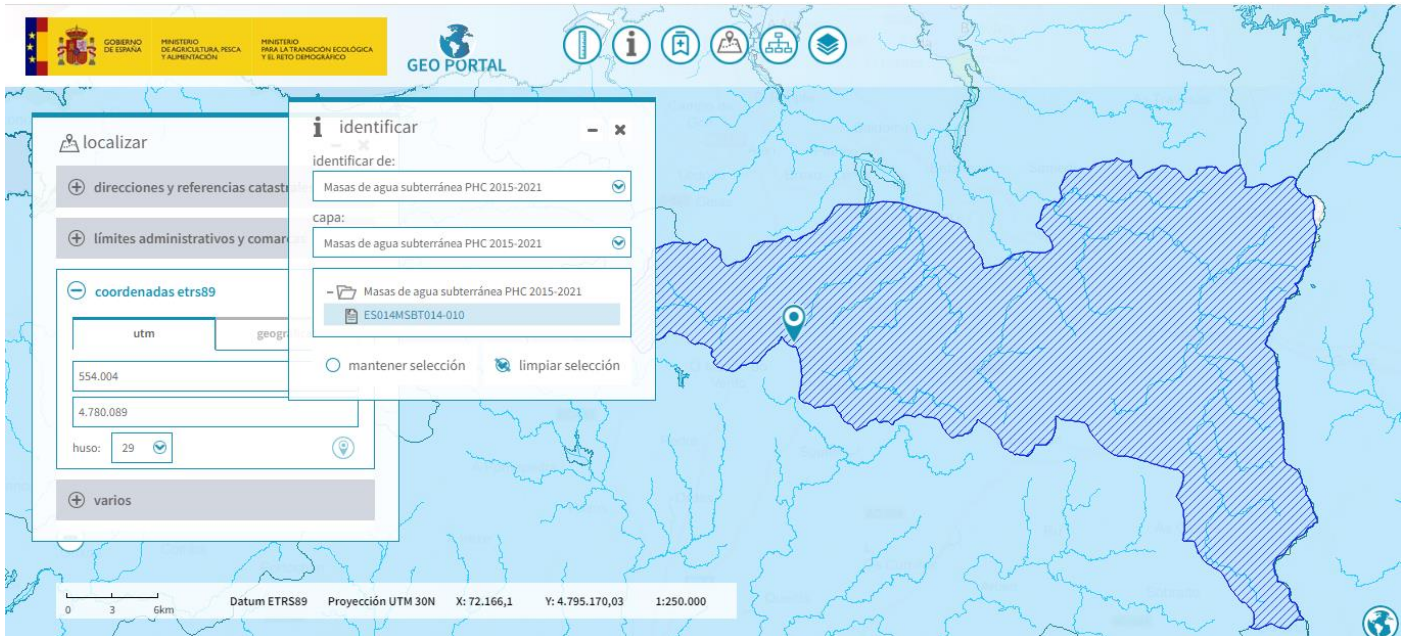 GOBIERNO
DE ESPAÑA
MINISTERIO
DE AGRICULTURA, PESCA
Y ALIMENTACIÓN
MINISTERIO
PARA LA TRANSICIÓN ECOLÓGICA
Y EL RETO DEMOGRÁFICO
GEO PORTAL
localizar
direcciones y referencias catast
límites administrativos y comar
coordenadas etrs89
utm
geogr
554.004
4.780.089
huso: 29
varios
identificar
identificar de:
Masas de agua subterránea PHC 2015-2021
capa:
Masas de agua subterránea PHC 2015-2021
Masas de agua subterránea PHC 2015-2021
ES014MSBT014-010
mantener selección
limpiar selección
0 3 6km
Datum ETRS89 Proyección UTM 30N X: 72.166,1 Y: 4.795.170,03 1:250.000